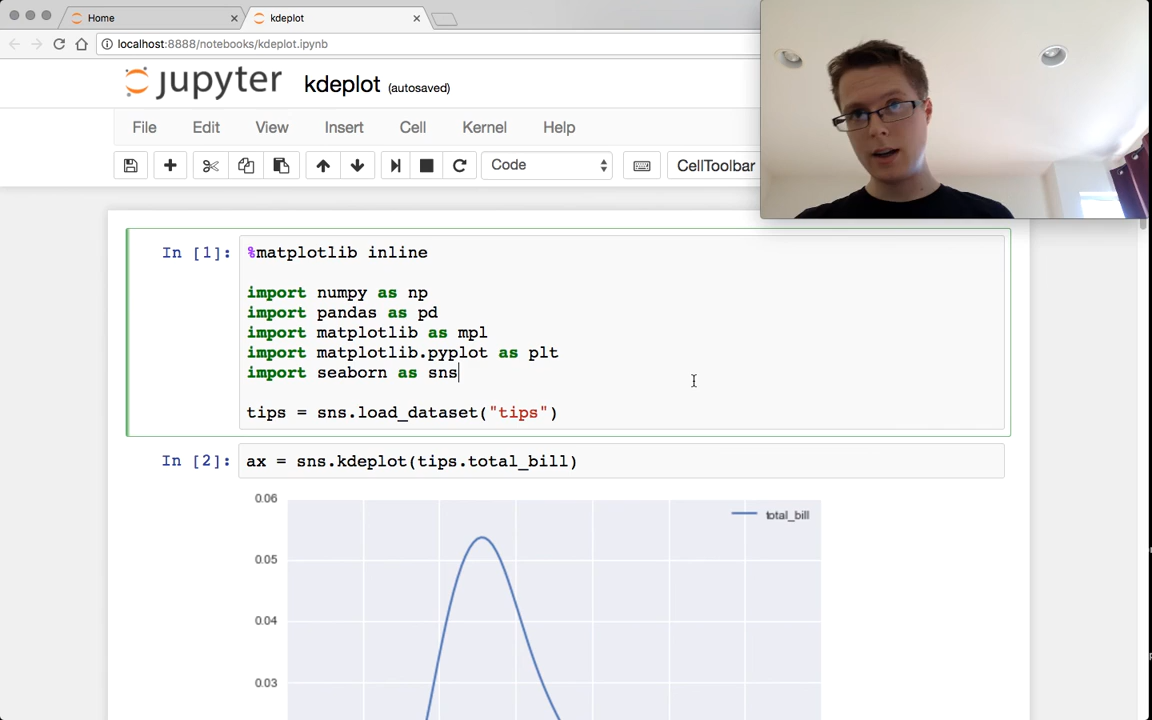 Home
kdeplot
localhost:8888/notebooks/kdeplot.ipynb
jupyter kdeplot (autosaved)
File Edit View Insert Cell Kernel Help
Code CellToolbar
In [1]: %matplotlib inline
import numpy as np
import pandas as pd
import matplotlib as mpl
import matplotlib.pyplot as plt
import seaborn as sns
tips = sns.load_dataset("tips")
In [2]: ax = sns.kdeplot(tips.total_bill)
0.06
total_bill
0.05
0.04
0.03